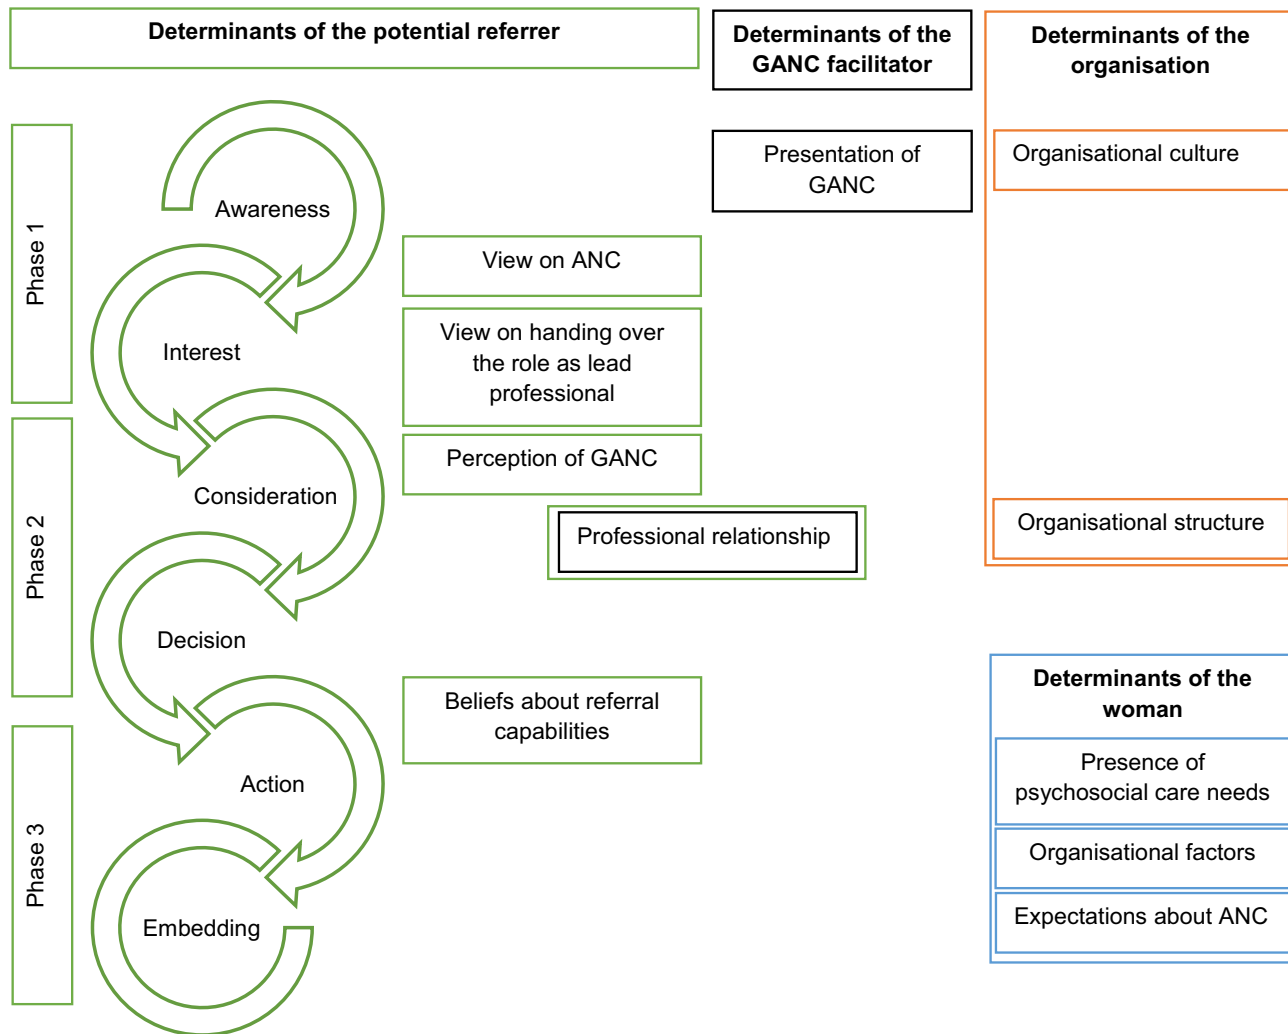 Determinants of the potential referrer
Determinants of the
GANC facilitator
Determinants of the
organisation
Phase 1
Awareness
Presentation of
GANC
Organisational culture
View on ANC
Interest
View on handing over
the role as lead
professional
Phase 2
Consideration
Perception of GANC
Professional relationship
Organisational structure
Decision
Determinants of the
woman
Beliefs about referral
capabilities
Phase 3
Action
Presence of
psychosocial care needs
Organisational factors
Embedding
Expectations about ANC